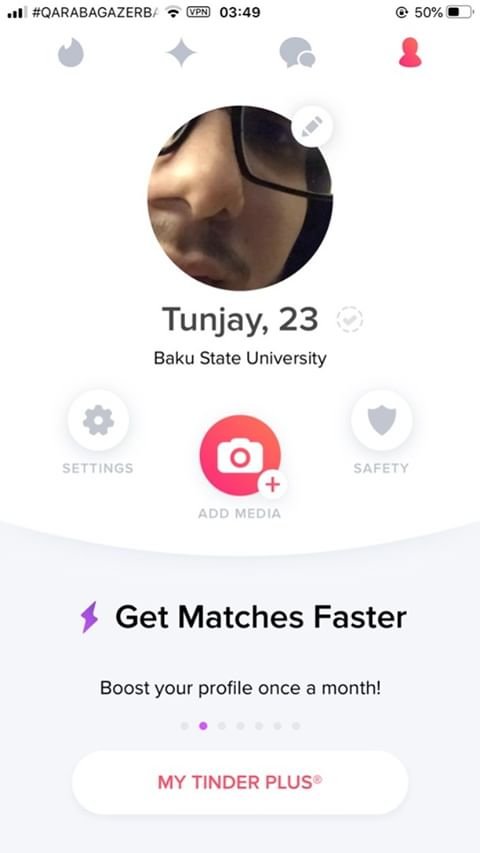 #QARABAGAZERBA VPN 03:49 50%
Tunjay, 23
Baku State University
SETTINGS
SAFETY
ADD MEDIA
Get Matches Faster
Boost your profile once a month!
MY TINDER PLUS®